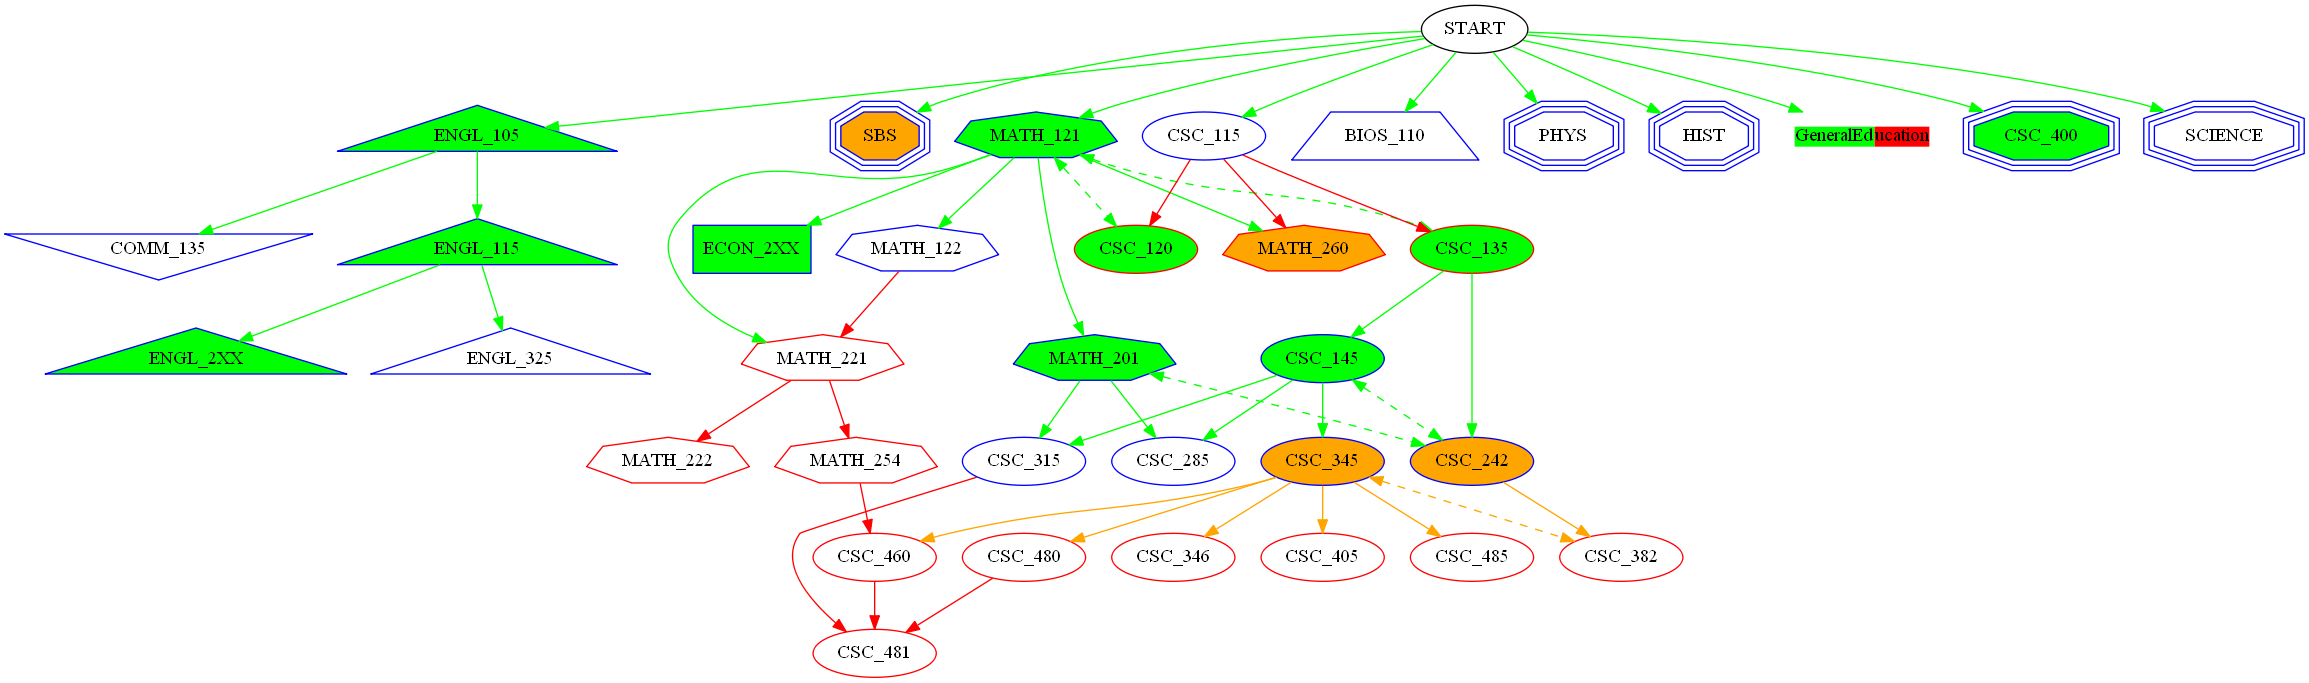 START
ENGL_105
SBS
MATH_121
CSC_115
BIOS_110
PHYS
HIST
GeneralEducation
CSC_400
SCIENCE
COMM_135
ENGL_115
ECON_2XX
MATH_122
CSC_120
MATH_260
CSC_135
ENGL_2XX
ENGL_325
MATH_221
MATH_201
CSC_145
MATH_222
MATH_254
CSC_315
CSC_285
CSC_345
CSC_242
CSC_460
CSC_480
CSC_346
CSC_405
CSC_485
CSC_382
CSC_481